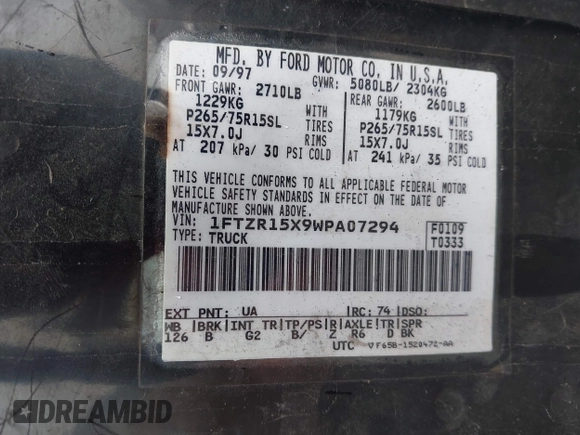 MFD. BY FORD MOTOR CO. IN U.S.A.
DATE: 09/97 GVWR: 5080LB/ 2304KG
FRONT GAWR: 2710LB REAR GAWR: 2600LB
1229KG WITH 1179KG WITH
P265/75R15SL TIRES P265/75R15SL TIRES
15X7.0J RIMS 15X7.0J RIMS
AT 207 kPa/ 30 PSI COLD AT 241 kPa/ 35 PSI COLD
THIS VEHICLE CONFORMS TO ALL APPLICABLE FEDERAL MOTOR
VEHICLE SAFETY STANDARDS IN EFFECT ON THE DATE OF
MANUFACTURE SHOWN ABOVE.
VIN: 1FTZR15X9WPA07294 F0109
TYPE: TRUCK T0333
EXT PNT: UA RC: 74 DSO:
WB BRK INT TR TP/PS R AXLE TR SPR
126 B G2 B/ Z R6 D BK
UTC ▽ F65B-1520472-AA
DREAMBID